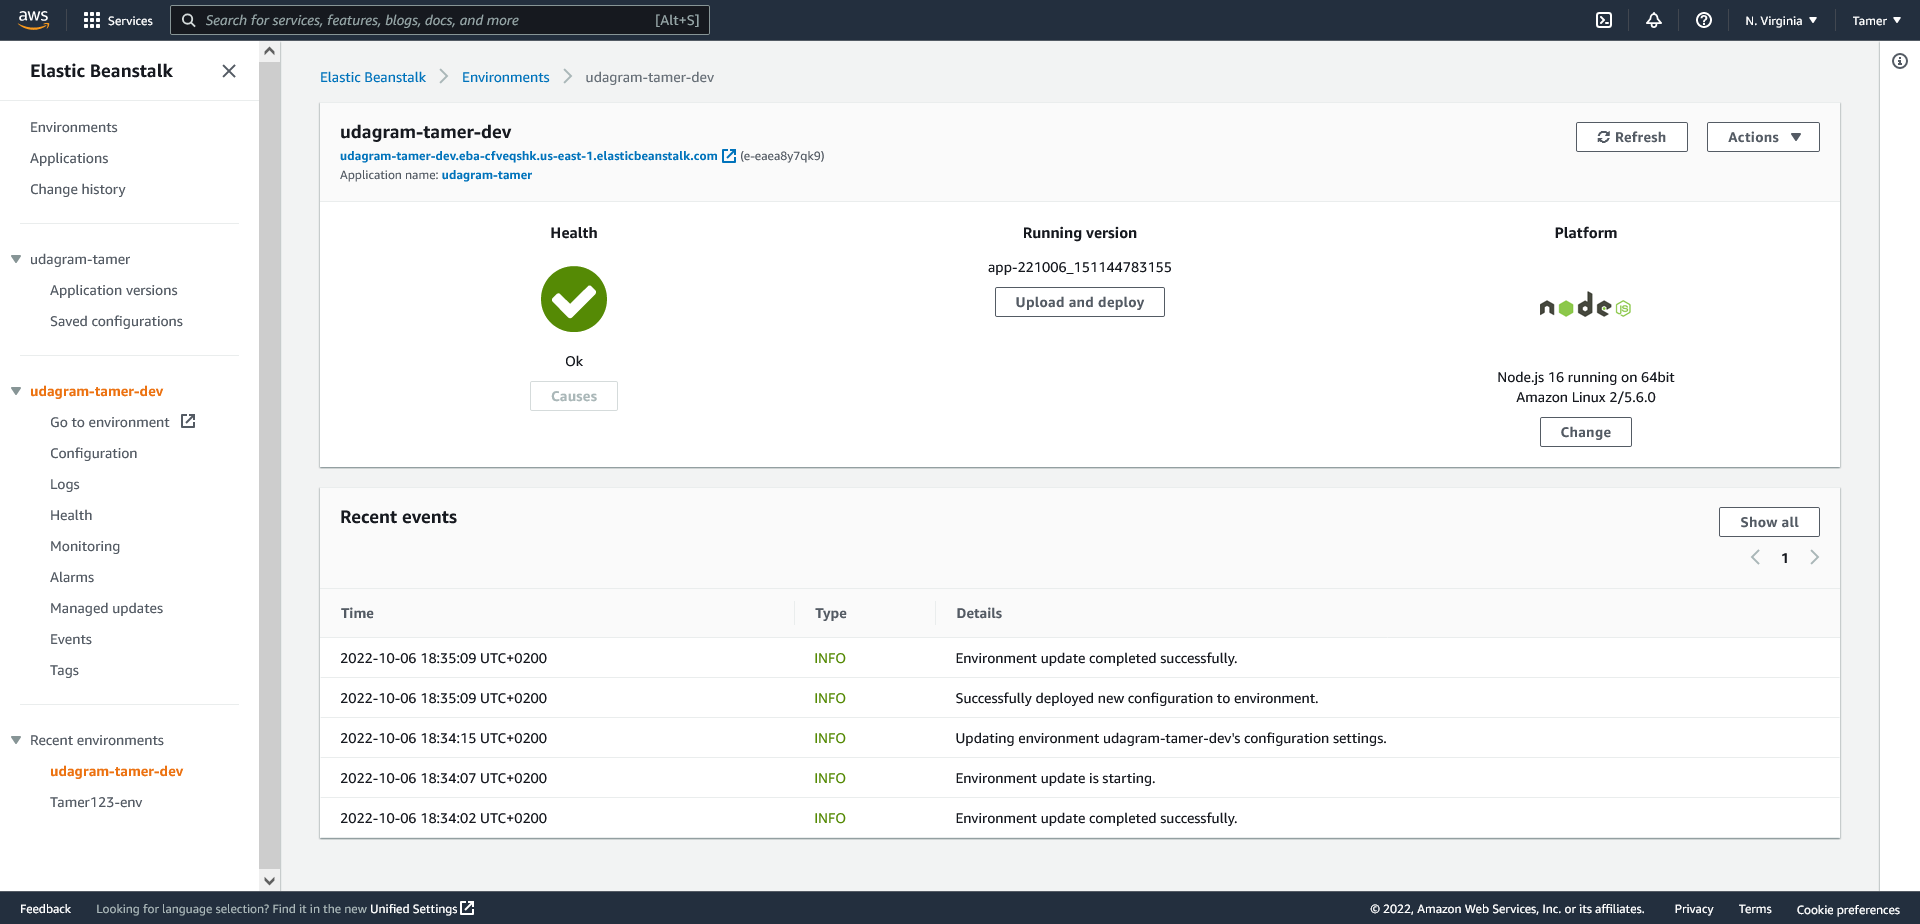 aws
Services
Search for services, features, blogs, docs, and more [Alt+S]
N. Virginia
Tamer
Elastic Beanstalk
Environments
Applications
Change history
udagram-tamer
Application versions
Saved configurations
udagram-tamer-dev
Go to environment
Configuration
Logs
Health
Monitoring
Alarms
Managed updates
Events
Tags
Recent environments
udagram-tamer-dev
Tamer123-env
Elastic Beanstalk Environments udagram-tamer-dev
udagram-tamer-dev
udagram-tamer-dev.eba-cfveqshk.us-east-1.elasticbeanstalk.com (e-eaea8y7qk9)
Application name: udagram-tamer
Refresh
Actions
Health
Ok
Causes
Running version
app-221006_151144783155
Upload and deploy
Platform
node JS
Node.js 16 running on 64bit
Amazon Linux 2/5.6.0
Change
Recent events
Show all
1
Time Type Details
2022-10-06 18:35:09 UTC+0200 INFO Environment update completed successfully.
2022-10-06 18:35:09 UTC+0200 INFO Successfully deployed new configuration to environment.
2022-10-06 18:34:15 UTC+0200 INFO Updating environment udagram-tamer-dev's configuration settings.
2022-10-06 18:34:07 UTC+0200 INFO Environment update is starting.
2022-10-06 18:34:02 UTC+0200 INFO Environment update completed successfully.
Feedback Looking for language selection? Find it in the new Unified Settings © 2022, Amazon Web Services, Inc. or its affiliates. Privacy Terms Cookie preferences